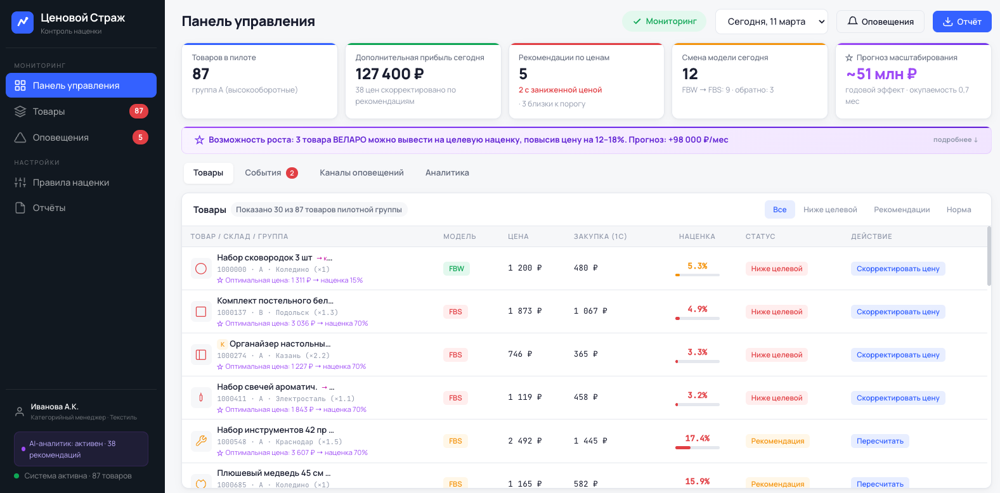 Ценовой Страж
Контроль наценки
МОНИТОРИНГ
Панель управления
Товары 87
Оповещения 5
НАСТРОЙКИ
Правила наценки
Отчёты
Иванова А.К.
Категорийный менеджер · Текстиль
AI-аналитик: активен · 38
рекомендаций
Система активна · 87 товаров
Панель управления
Мониторинг
Сегодня, 11 марта
Оповещения
Отчёт
Товаров в пилоте
87
группа А (высокооборотные)
Дополнительная прибыль сегодня
127 400 ₽
38 цен скорректировано по
рекомендациям
Рекомендации по ценам
5
2 с заниженной ценой
· 3 близки к порогу
Смена модели сегодня
12
FBW → FBS: 9 · обратно: 3
Прогноз масштабирования
~51 млн ₽
годовой эффект · окупаемость 0,7
мес
Возможность роста: 3 товара ВЕЛАРО можно вывести на целевую наценку, повысив цену на 12–18%. Прогноз: +98 000 ₽/мес
подробнее ↓
Товары
События 2
Каналы оповещений
Аналитика
Товары
Показано 30 из 87 товаров пилотной группы
Все
Ниже целевой
Рекомендации
Норма
ТОВАР / СКЛАД / ГРУППА МОДЕЛЬ ЦЕНА ЗАКУПКА (1С) НАЦЕНКА СТАТУС ДЕЙСТВИЕ
Набор сковородок 3 шт → к…
1000000 · A · Коледино (×1)
Оптимальная цена: 1 311 ₽ → наценка 15%
FBW
1 200 ₽
480 ₽
5.3%
Ниже целевой
Скорректировать цену
Комплект постельного бел…
1000137 · B · Подольск (×1.3)
Оптимальная цена: 3 036 ₽ → наценка 70%
FBS
1 873 ₽
1 067 ₽
4.9%
Ниже целевой
Скорректировать цену
К Органайзер настольны…
1000274 · A · Казань (×2.2)
Оптимальная цена: 1 227 ₽ → наценка 70%
FBS
746 ₽
365 ₽
3.3%
Ниже целевой
Скорректировать цену
Набор свечей ароматич. → …
1000411 · A · Электросталь (×1.1)
Оптимальная цена: 1 843 ₽ → наценка 70%
FBS
1 119 ₽
458 ₽
3.2%
Ниже целевой
Скорректировать цену
Набор инструментов 42 пр …
1000548 · A · Краснодар (×1.5)
Оптимальная цена: 3 607 ₽ → наценка 70%
FBS
2 492 ₽
1 445 ₽
17.4%
Рекомендация
Пересчитать
Плюшевый медведь 45 см …
1000685 · A · Коледино (×1)
FBS
1 165 ₽
582 ₽
15.9%
Рекомендация
Пересчитать